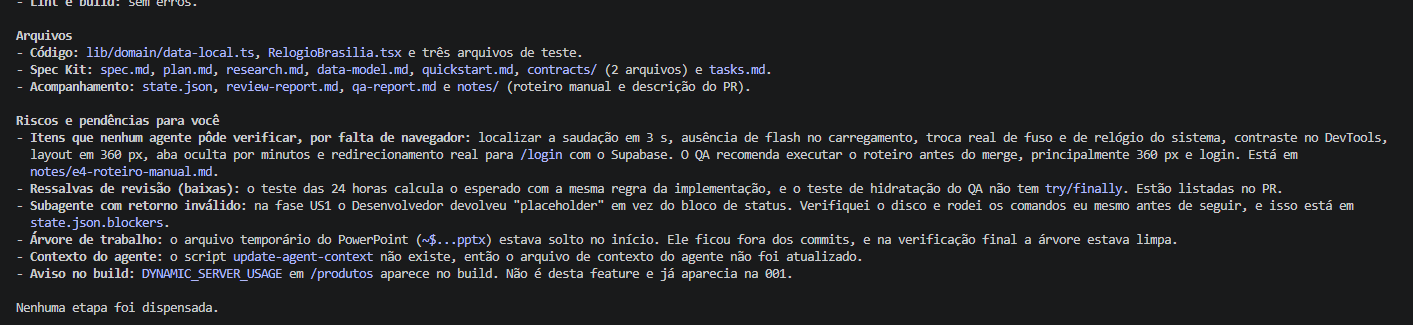 - Lint e build: sem erros.
Arquivos
- Código: lib/domain/data-local.ts, RelogioBrasilia.tsx e três arquivos de teste.
- Spec Kit: spec.md, plan.md, research.md, data-model.md, quickstart.md, contracts/ (2 arquivos) e tasks.md.
- Acompanhamento: state.json, review-report.md, qa-report.md e notes/ (roteiro manual e descrição do PR).
Riscos e pendências para você
- Itens que nenhum agente pôde verificar, por falta de navegador: localizar a saudação em 3 s, ausência de flash no carregamento, troca real de fuso e de relógio do sistema, contraste no DevTools,
layout em 360 px, aba oculta por minutos e redirecionamento real para /login com o Supabase. O QA recomenda executar o roteiro antes do merge, principalmente 360 px e login. Está em
notes/e4-roteiro-manual.md.
- Ressalvas de revisão (baixas): o teste das 24 horas calcula o esperado com a mesma regra da implementação, e o teste de hidratação do QA não tem try/finally. Estão listadas no PR.
- Subagente com retorno inválido: na fase US1 o Desenvolvedor devolveu "placeholder" em vez do bloco de status. Verifiquei o disco e rodei os comandos eu mesmo antes de seguir, e isso está em
state.json.blockers.
- Árvore de trabalho: o arquivo temporário do PowerPoint (~$...pptx) estava solto no início. Ele ficou fora dos commits, e na verificação final a árvore estava limpa.
- Contexto do agente: o script update-agent-context não existe, então o arquivo de contexto do agente não foi atualizado.
- Aviso no build: DYNAMIC_SERVER_USAGE em /produtos aparece no build. Não é desta feature e já aparecia na 001.
Nenhuma etapa foi dispensada.